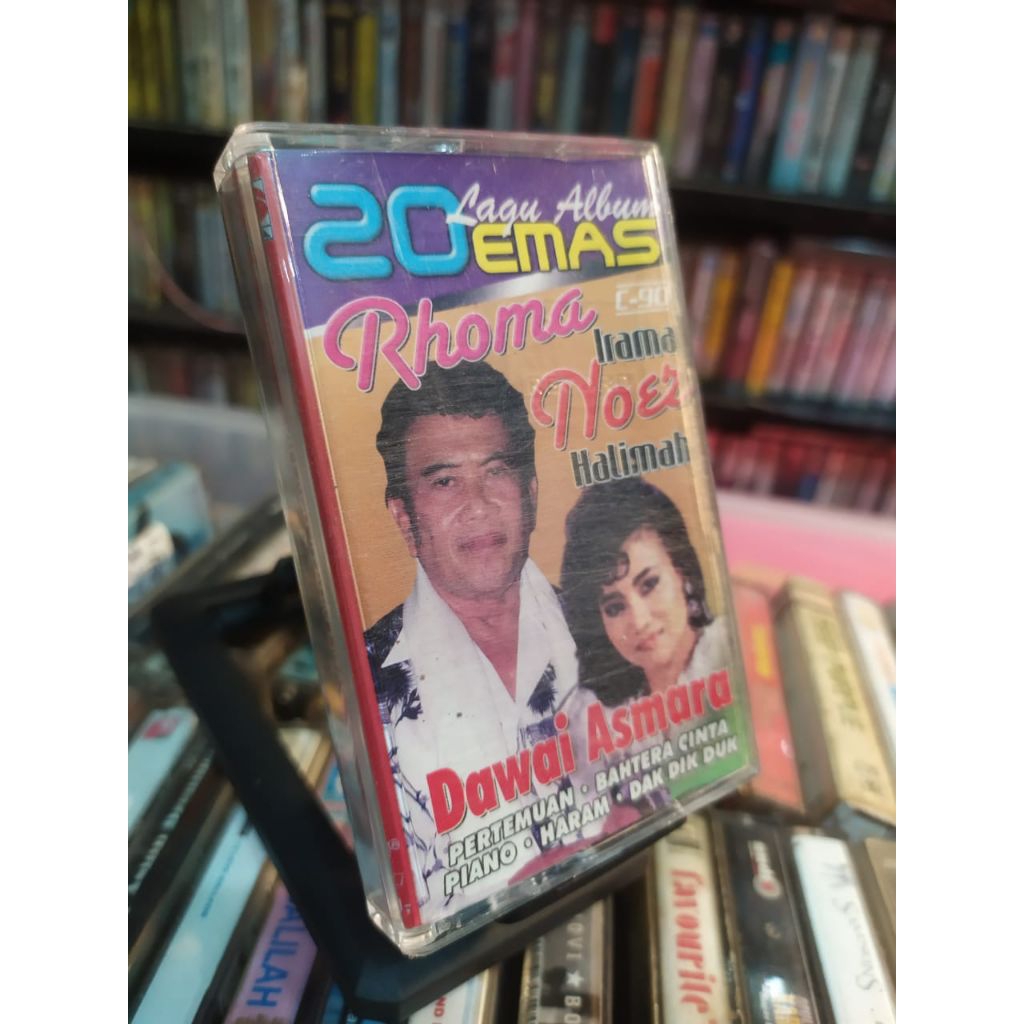 20 Lagu Album
EMAS
C-90
Rhoma
Irama
Noer
Halimah
Dawai Asmara
PERTEMUAN • BAHTERA CINTA
PIANO • HARAM • DAK DIK DUK
favourite